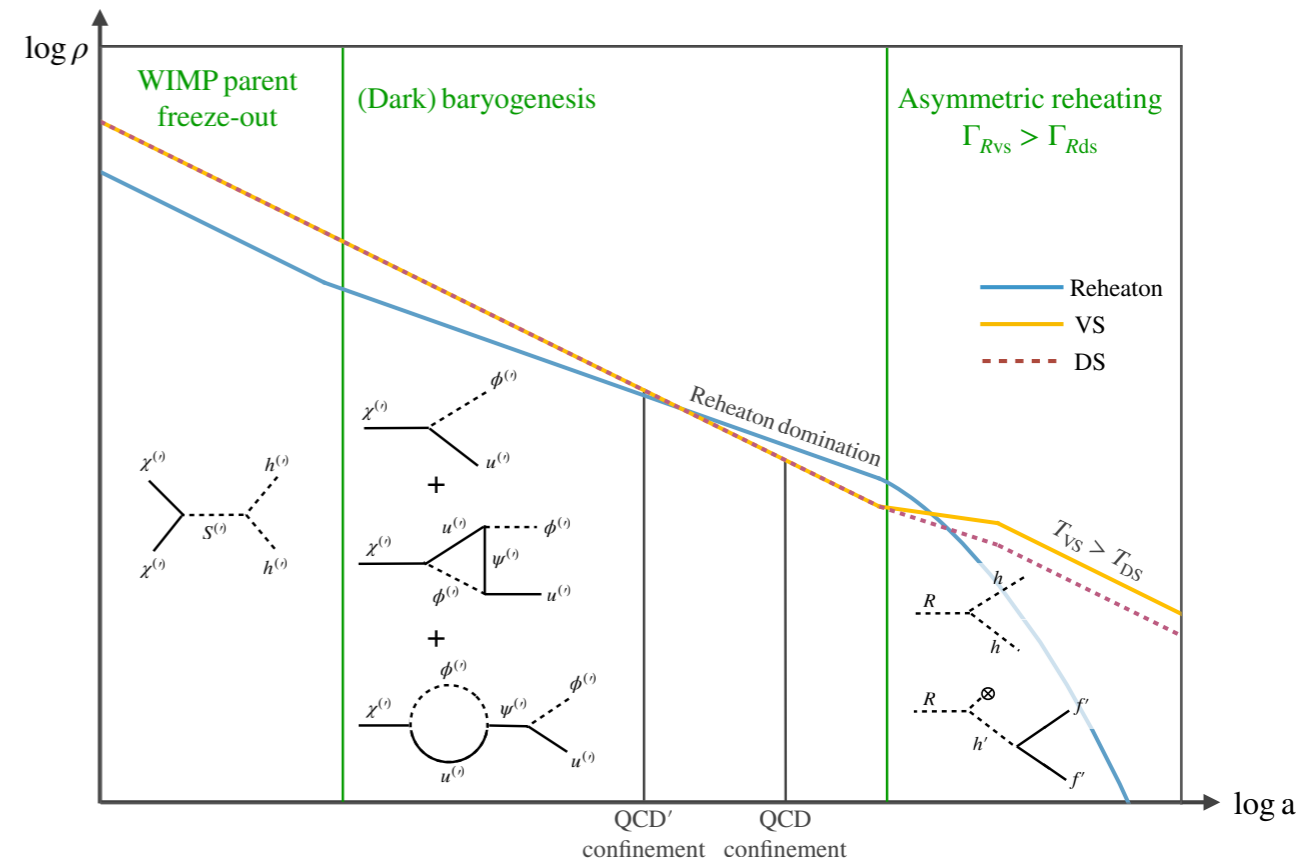 log ρ
WIMP parent
freeze-out
(Dark) baryogenesis
Asymmetric reheating
Γ_Rvs > Γ_Rds
Reheaton
VS
DS
Reheaton domination
T_VS > T_DS
χ⁽′⁾
χ⁽′⁾
S⁽′⁾
h⁽′⁾
h⁽′⁾
χ⁽′⁾
ϕ⁽′⁾
u⁽′⁾
+
χ⁽′⁾
u⁽′⁾
ϕ⁽′⁾
ψ⁽′⁾
ϕ⁽′⁾
u⁽′⁾
+
χ⁽′⁾
ϕ⁽′⁾
u⁽′⁾
ψ⁽′⁾
ϕ⁽′⁾
u⁽′⁾
R
h
h
R
h′
f′
f′
QCD′
confinement
QCD
confinement
log a